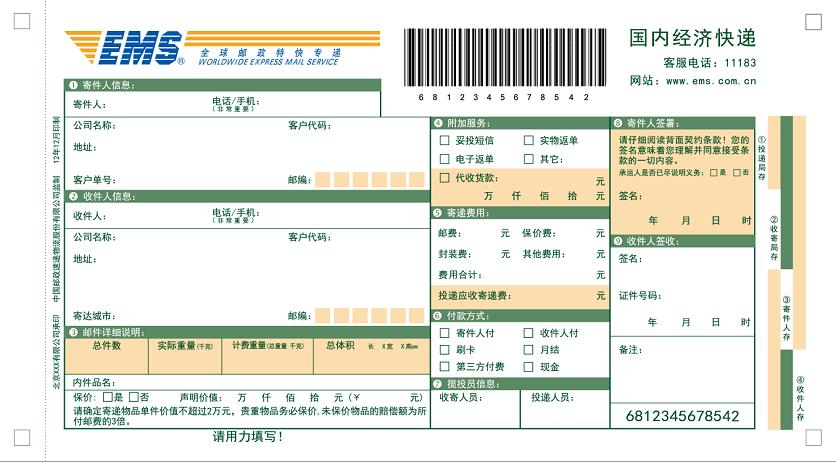 EMS®
全球邮政特快专递
WORLDWIDE EXPRESS MAIL SERVICE
6812345678542
国内经济快递
客服电话：11183
网站：www.ems.com.cn
❶ 寄件人信息：
寄件人： 电话/手机：
（非常重要）
公司名称： 客户代码：
地址：
客户单号： 邮编：
❷ 收件人信息：
收件人： 电话/手机：
（非常重要）
公司名称： 客户代码：
地址：
寄达城市： 邮编：
❸ 邮件详细说明：
总件数 实际重量(千克) 计费重量(总重量 千克) 总体积 长 X宽 X高cm
内件品名：
保价： 是 否 声明价值： 万 仟 佰 拾 元(￥ 元)
请确定寄递物品单件价值不超过2万元，贵重物品务必保价，未保价物品的赔偿额为所
付邮费的3倍。
❹ 附加服务：
妥投短信 实物返单
电子返单 其它：
代收货款： 元
万 仟 佰 拾 元
❺ 寄递费用：
邮费： 元 保价费： 元
封装费： 元 其他费用： 元
费用合计： 元
投递应收寄递费： 元
❻ 付款方式：
寄件人付 收件人付
刷卡 月结
第三方付费 现金
❼ 揽投员信息：
收寄人员： 投递人员：
❽ 寄件人签署：
请仔细阅读背面契约条款！您的
签名意味着您理解并同意接受条
款的一切内容。
承运人是否已尽说明义务： 是 否
签名：
年 月 日 时
❾ 收件人签收：
签名：
证件号码：
年 月 日 时
备注：
6812345678542
①投递局存
②收寄局存
③寄件人存
④收件人存
北京XXX有限公司承印 中国邮政速递物流股份有限公司监制 12年12月印制
请用力填写！